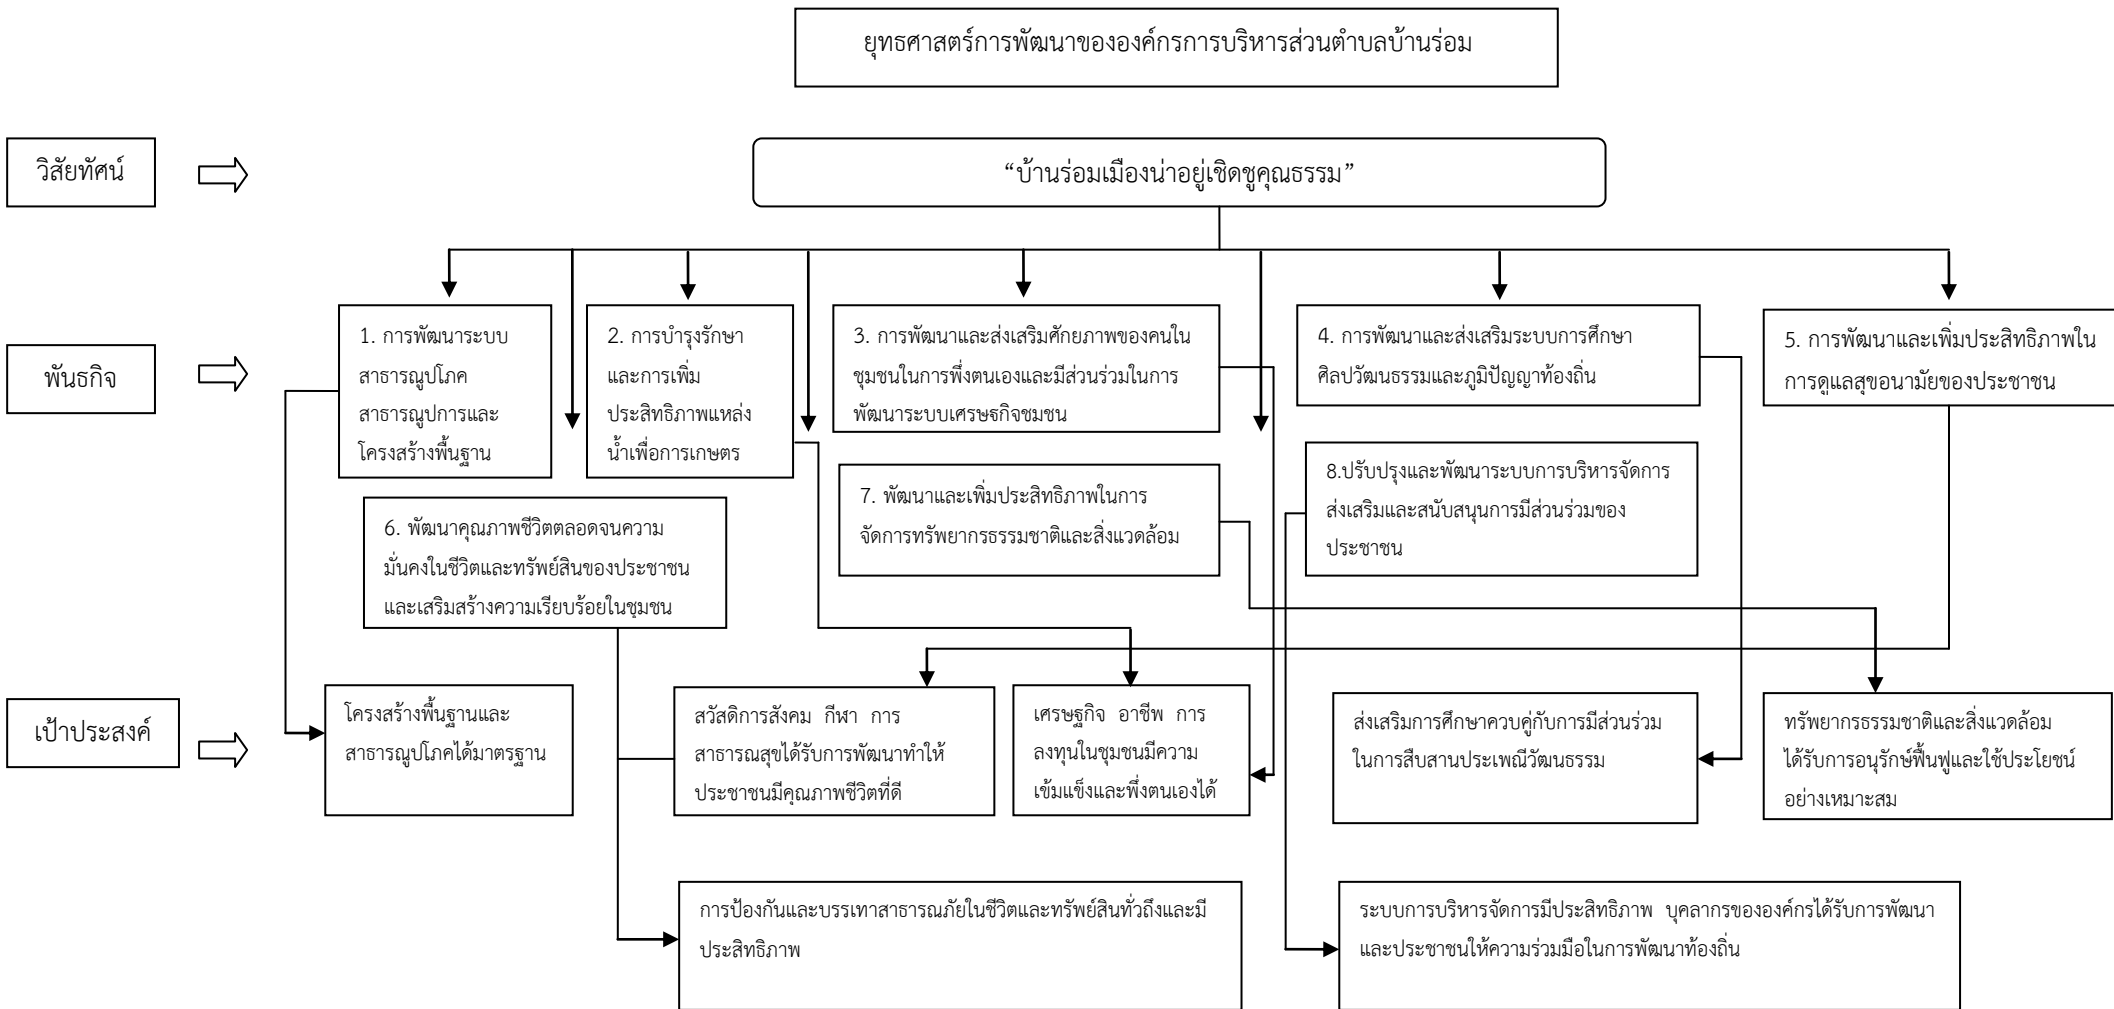 ยุทธศาสตร์การพัฒนาขององค์กรการบริหารส่วนตำบลบ้านร่อม
วิสัยทัศน์
“บ้านร่อมเมืองน่าอยู่เชิดชูคุณธรรม”
พันธกิจ
1. การพัฒนาระบบ
สาธารณูปโภค
สาธารณูปการและ
โครงสร้างพื้นฐาน
2. การบำรุงรักษา
และการเพิ่ม
ประสิทธิภาพแหล่ง
น้ำเพื่อการเกษตร
3. การพัฒนาและส่งเสริมศักยภาพของคนใน
ชุมชนในการพึ่งตนเองและมีส่วนร่วมในการ
พัฒนาระบบเศรษฐกิจชุมชน
4. การพัฒนาและส่งเสริมระบบการศึกษา
ศิลปวัฒนธรรมและภูมิปัญญาท้องถิ่น
5. การพัฒนาและเพิ่มประสิทธิภาพใน
การดูแลสุขอนามัยของประชาชน
6. พัฒนาคุณภาพชีวิตตลอดจนความ
มั่นคงในชีวิตและทรัพย์สินของประชาชน
และเสริมสร้างความเรียบร้อยในชุมชน
7. พัฒนาและเพิ่มประสิทธิภาพในการ
จัดการทรัพยากรธรรมชาติและสิ่งแวดล้อม
8.ปรับปรุงและพัฒนาระบบการบริหารจัดการ
ส่งเสริมและสนับสนุนการมีส่วนร่วมของ
ประชาชน
เป้าประสงค์
โครงสร้างพื้นฐานและ
สาธารณูปโภคได้มาตรฐาน
สวัสดิการสังคม กีฬา การ
สาธารณสุขได้รับการพัฒนาทำให้
ประชาชนมีคุณภาพชีวิตที่ดี
เศรษฐกิจ อาชีพ การ
ลงทุนในชุมชนมีความ
เข้มแข็งและพึ่งตนเองได้
ส่งเสริมการศึกษาควบคู่กับการมีส่วนร่วม
ในการสืบสานประเพณีวัฒนธรรม
ทรัพยากรธรรมชาติและสิ่งแวดล้อม
ได้รับการอนุรักษ์ฟื้นฟูและใช้ประโยชน์
อย่างเหมาะสม
การป้องกันและบรรเทาสาธารณภัยในชีวิตและทรัพย์สินทั่วถึงและมี
ประสิทธิภาพ
ระบบการบริหารจัดการมีประสิทธิภาพ บุคลากรขององค์กรได้รับการพัฒนา
และประชาชนให้ความร่วมมือในการพัฒนาท้องถิ่น